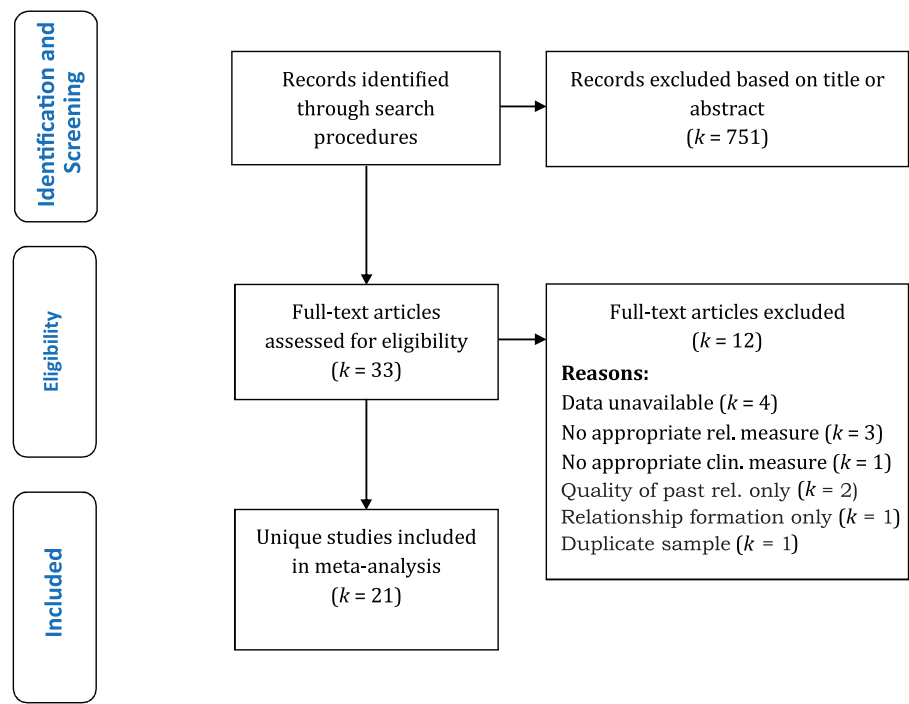 Identification and
Screening
Records identified
through search
procedures
Records excluded based on title or
abstract
(k = 751)
Eligibility
Full-text articles
assessed for eligibility
(k = 33)
Full-text articles excluded
(k = 12)
Reasons:
Data unavailable (k = 4)
No appropriate rel. measure (k = 3)
No appropriate clin. measure (k = 1)
Quality of past rel. only (k = 2)
Relationship formation only (k = 1)
Duplicate sample (k = 1)
Included
Unique studies included
in meta-analysis
(k = 21)